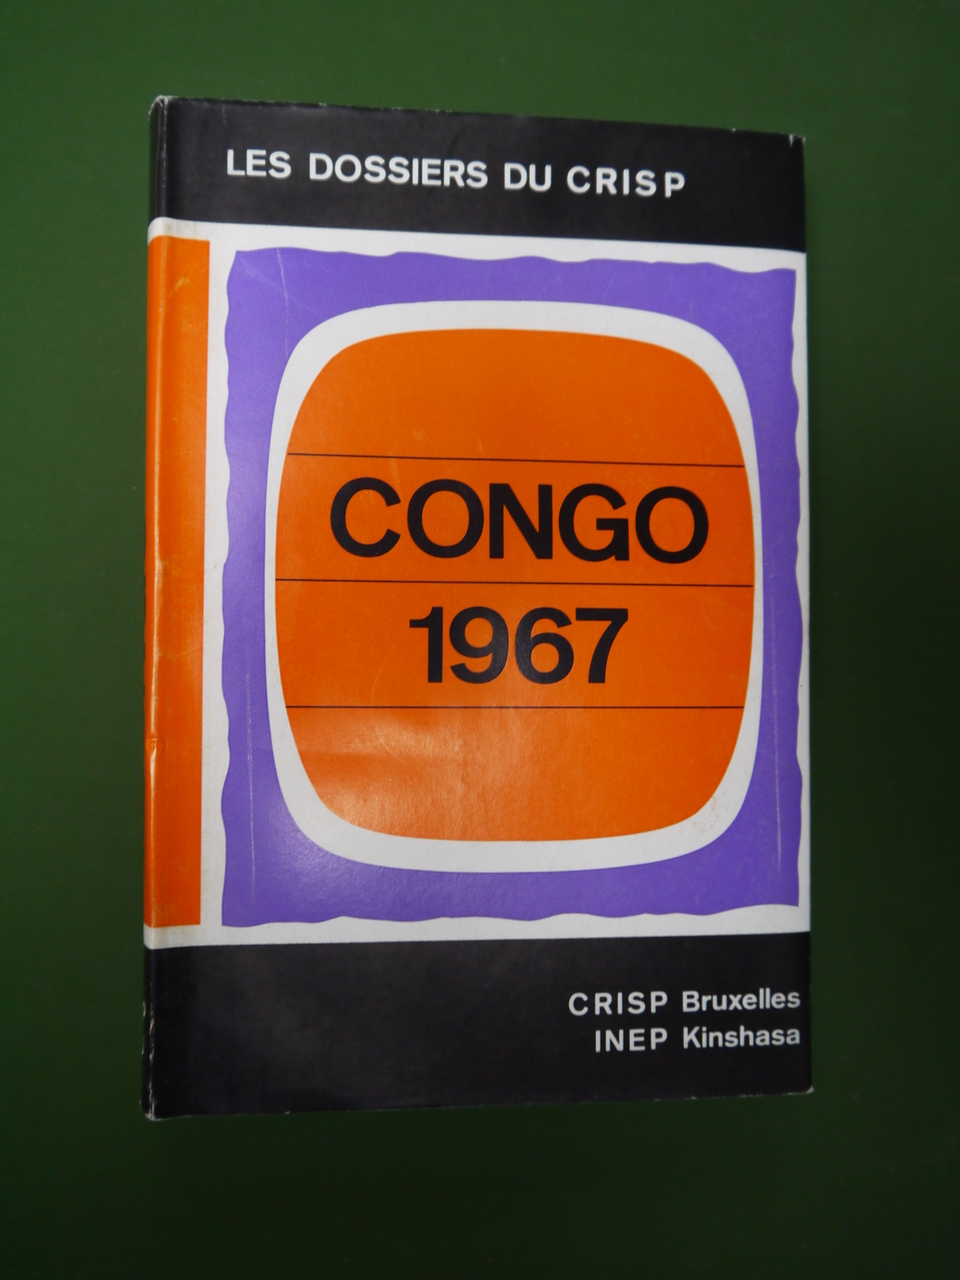 LES DOSSIERS DU CRISP
CONGO
1967
CRISP Bruxelles
INEP Kinshasa